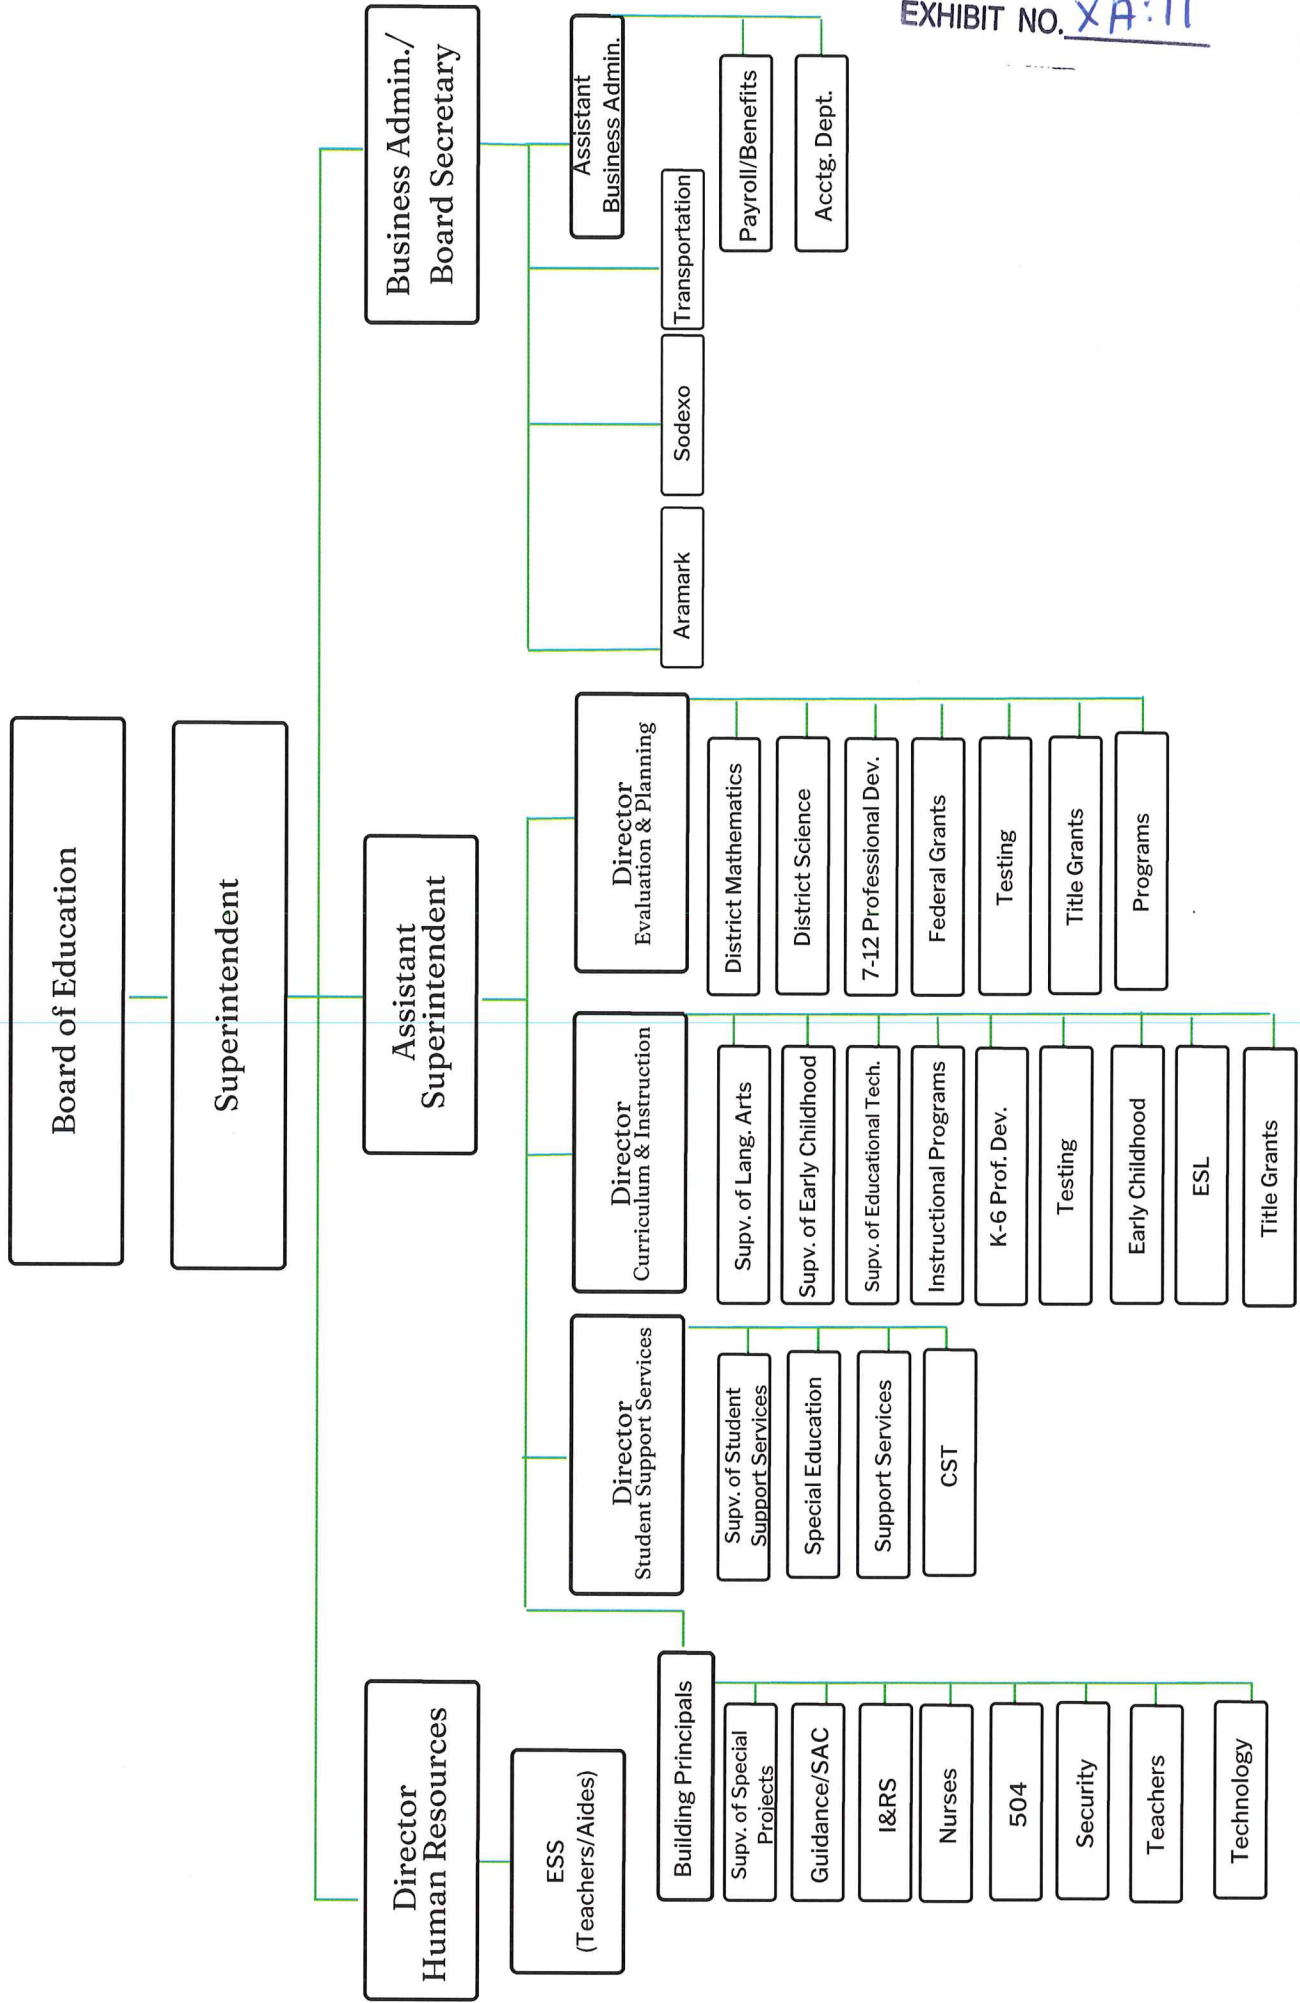 EXHIBIT NO. XA:11
Board of Education
Superintendent
Director
Human Resources
Assistant
Superintendent
Business Admin./
Board Secretary
ESS
(Teachers/Aides)
Building Principals
Supv. of Special
Projects
Guidance/SAC
I&RS
Nurses
504
Security
Teachers
Technology
Director
Student Support Services
Supv. of Student
Support Services
Special Education
Support Services
CST
Director
Curriculum & Instruction
Supv. of Lang. Arts
Supv. of Early Childhood
Supv. of Educational Tech.
Instructional Programs
K-6 Prof. Dev.
Testing
Early Childhood
ESL
Title Grants
Director
Evaluation & Planning
District Mathematics
District Science
7-12 Professional Dev.
Federal Grants
Testing
Title Grants
Programs
Aramark
Sodexo
Transportation
Assistant
Business Admin.
Payroll/Benefits
Acctg. Dept.